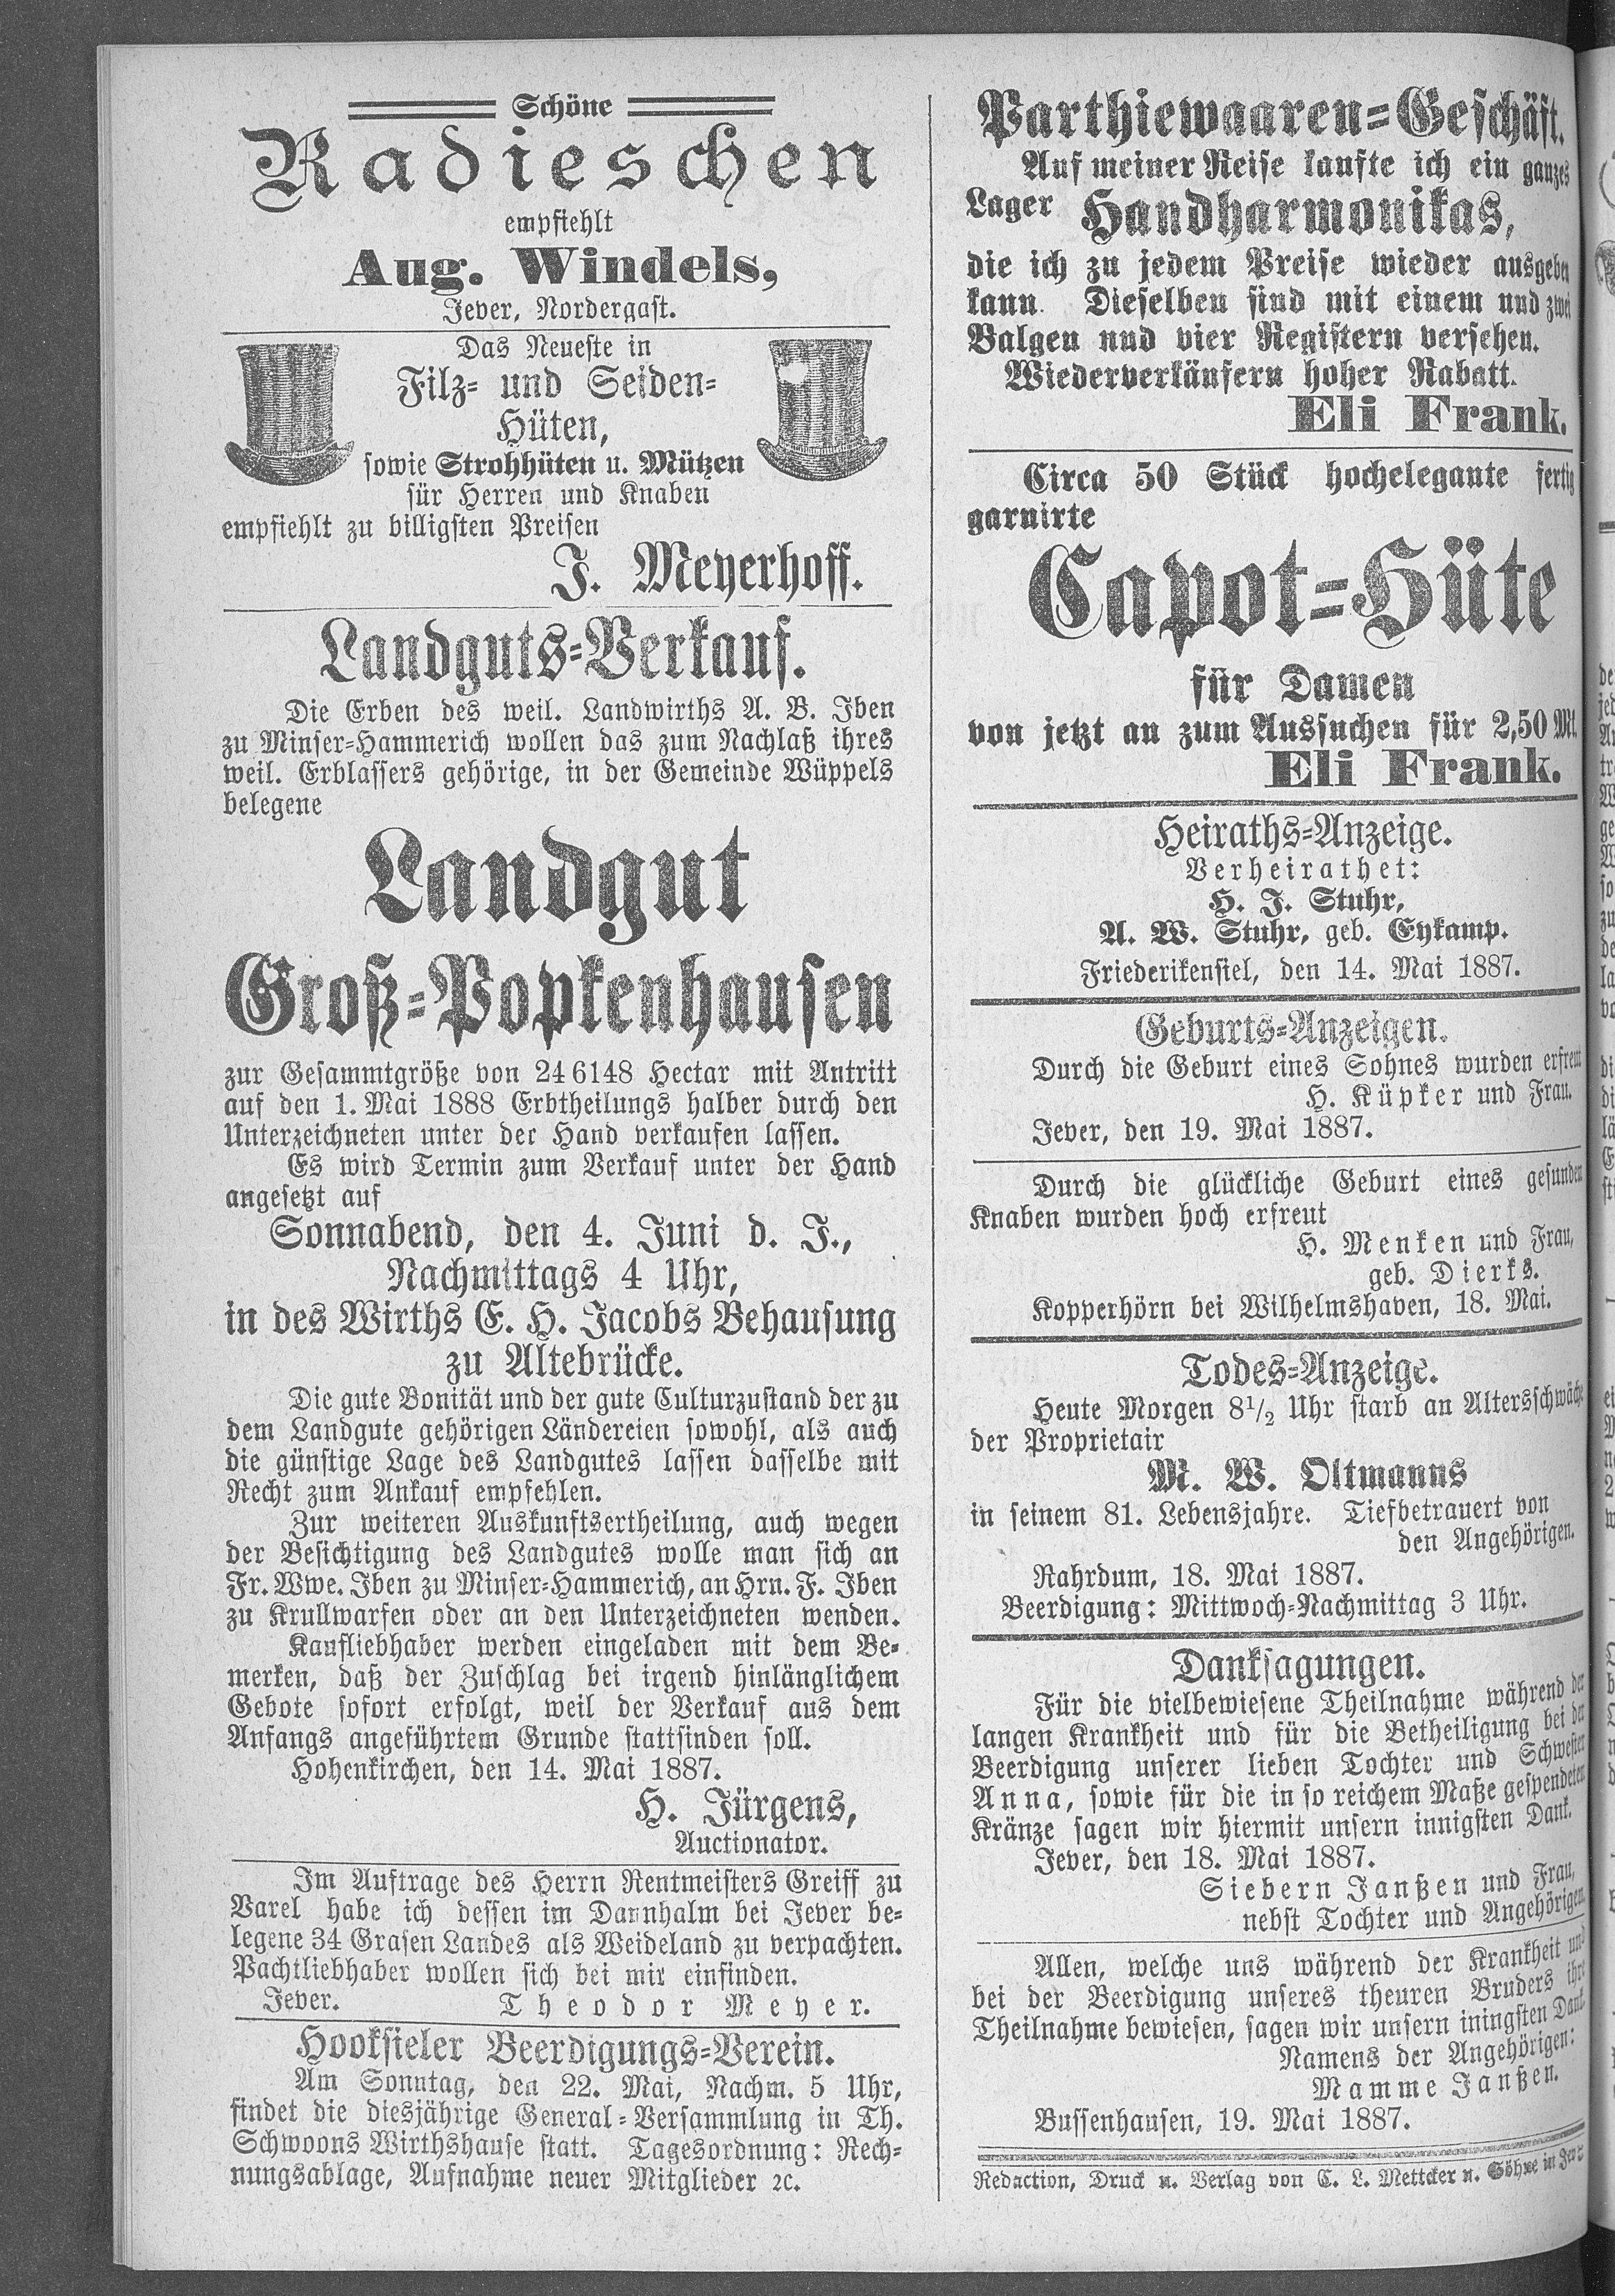 Schöne
Radieschen
empfiehlt
Aug. Windels,
Jever, Nordergast.
Das Neueste in
Filz- und Seiden-
Hüten,
sowie Strohhüten u. Mützen
für Herren und Knaben
empfiehlt zu billigsten Preisen
J. Meyerhoff.
Landguts-Verkauf.
Die Erben des weil. Landwirths A. B. Iben
zu Minser-Hammerich wollen das zum Nachlaß ihres
weil. Erblassers gehörige, in der Gemeinde Wüppels
belegene
Landgut
Groß-Popkenhausen
zur Gesammtgröße von 24 6148 Hectar mit Antritt
auf den 1. Mai 1888 Erbtheilungs halber durch den
Unterzeichneten unter der Hand verkaufen lassen.
Es wird Termin zum Verkauf unter der Hand
angesetzt auf
Sonnabend, den 4. Juni d. J.,
Nachmittags 4 Uhr,
in des Wirths E. H. Jacobs Behausung
zu Altebrücke.
Die gute Bonität und der gute Culturzustand der zu
dem Landgute gehörigen Ländereien sowohl, als auch
die günstige Lage des Landgutes lassen dasselbe mit
Recht zum Ankauf empfehlen.
Zur weiteren Auskunftsertheilung, auch wegen
der Besichtigung des Landgutes wolle man sich an
Fr. Wwe. Iben zu Minser-Hammerich, an Hrn. F. Iben
zu Krullwarfen oder an den Unterzeichneten wenden.
Kaufliebhaber werden eingeladen mit dem Be-
merken, daß der Zuschlag bei irgend hinlänglichem
Gebote sofort erfolgt, weil der Verkauf aus dem
Anfangs angeführtem Grunde stattfinden soll.
Hohenkirchen, den 14. Mai 1887.
H. Jürgens,
Auctionator.
Im Auftrage des Herrn Rentmeisters Greiff zu
Varel habe ich dessen im Dannhalm bei Jever be-
legene 34 Grasen Landes als Weideland zu verpachten.
Pachtliebhaber wollen sich bei mir einfinden.
Jever. Theodor Meyer.
Hooksieler Beerdigungs-Verein.
Am Sonntag, den 22. Mai, Nachm. 5 Uhr,
findet die diesjährige General-Versammlung in Th.
Schwoons Wirthshause statt. Tagesordnung: Rech-
nungsablage, Aufnahme neuer Mitglieder ꝛc.
Parthiewaaren-Geschäft.
Auf meiner Reise kaufte ich ein ganzes
Lager Handharmonikas,
die ich zu jedem Preise wieder ausgeben
kann. Dieselben sind mit einem und zwei
Balgen und vier Registern versehen.
Wiederverkäufern hoher Rabatt.
Eli Frank.
Circa 50 Stück hochelegante fertig
garnirte
Capot-Hüte
für Damen
von jetzt an zum Aussuchen für 2,50 Mk.
Eli Frank.
Heiraths-Anzeige.
Verheirathet:
H. J. Stuhr,
A. W. Stuhr, geb. Eykamp.
Friederikensiel, den 14. Mai 1887.
Geburts-Anzeigen.
Durch die Geburt eines Sohnes wurden erfreut
H. Küpker und Frau.
Jever, den 19. Mai 1887.
Durch die glückliche Geburt eines gesunden
Knaben wurden hoch erfreut
H. Menken und Frau,
geb. Dierks.
Kopperhörn bei Wilhelmshaven, 18. Mai.
Todes-Anzeige.
Heute Morgen 8½ Uhr starb an Altersschwäche
der Proprietair
M. W. Oltmanns
in seinem 81. Lebensjahre. Tiefbetrauert von
den Angehörigen.
Rahrdum, 18. Mai 1887.
Beerdigung: Mittwoch-Nachmittag 3 Uhr.
Danksagungen.
Für die vielbewiesene Theilnahme während der
langen Krankheit und für die Betheiligung bei der
Beerdigung unserer lieben Tochter und Schwester
Anna, sowie für die in so reichem Maße gespendeten
Kränze sagen wir hiermit unsern innigsten Dank.
Jever, den 18. Mai 1887.
Siebern Janßen und Frau,
nebst Tochter und Angehörigen.
Allen, welche uns während der Krankheit und
bei der Beerdigung unseres theuren Bruders ihre
Theilnahme bewiesen, sagen wir unsern iningsten Dank.
Namens der Angehörigen:
Mamme Janßen.
Bussenhausen, 19. Mai 1887.
Redaction, Druck u. Verlag von C. L. Mettcker u. Söhne in Jever